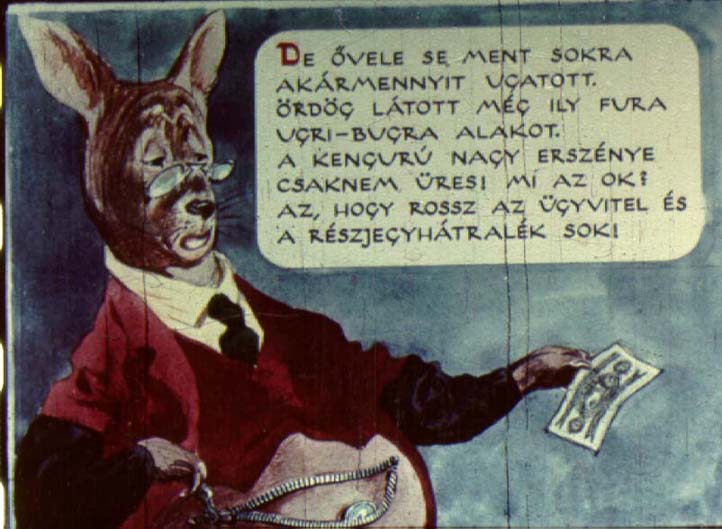 DE ŐVELE SE MENT SOKRA
AKÁRMENNYIT UGATOTT.
ÖRDÖG LÁTOTT MÉG ILY FURA
UGRI-BUGRA ALAKOT.
A KENGURÚ NAGY ERSZÉNYE
CSAKNEM ÜRES! MI AZ OK?
AZ, HOGY ROSSZ AZ ÜGYVITEL ÉS
A RÉSZJEGYHÁTRALÉK SOK!